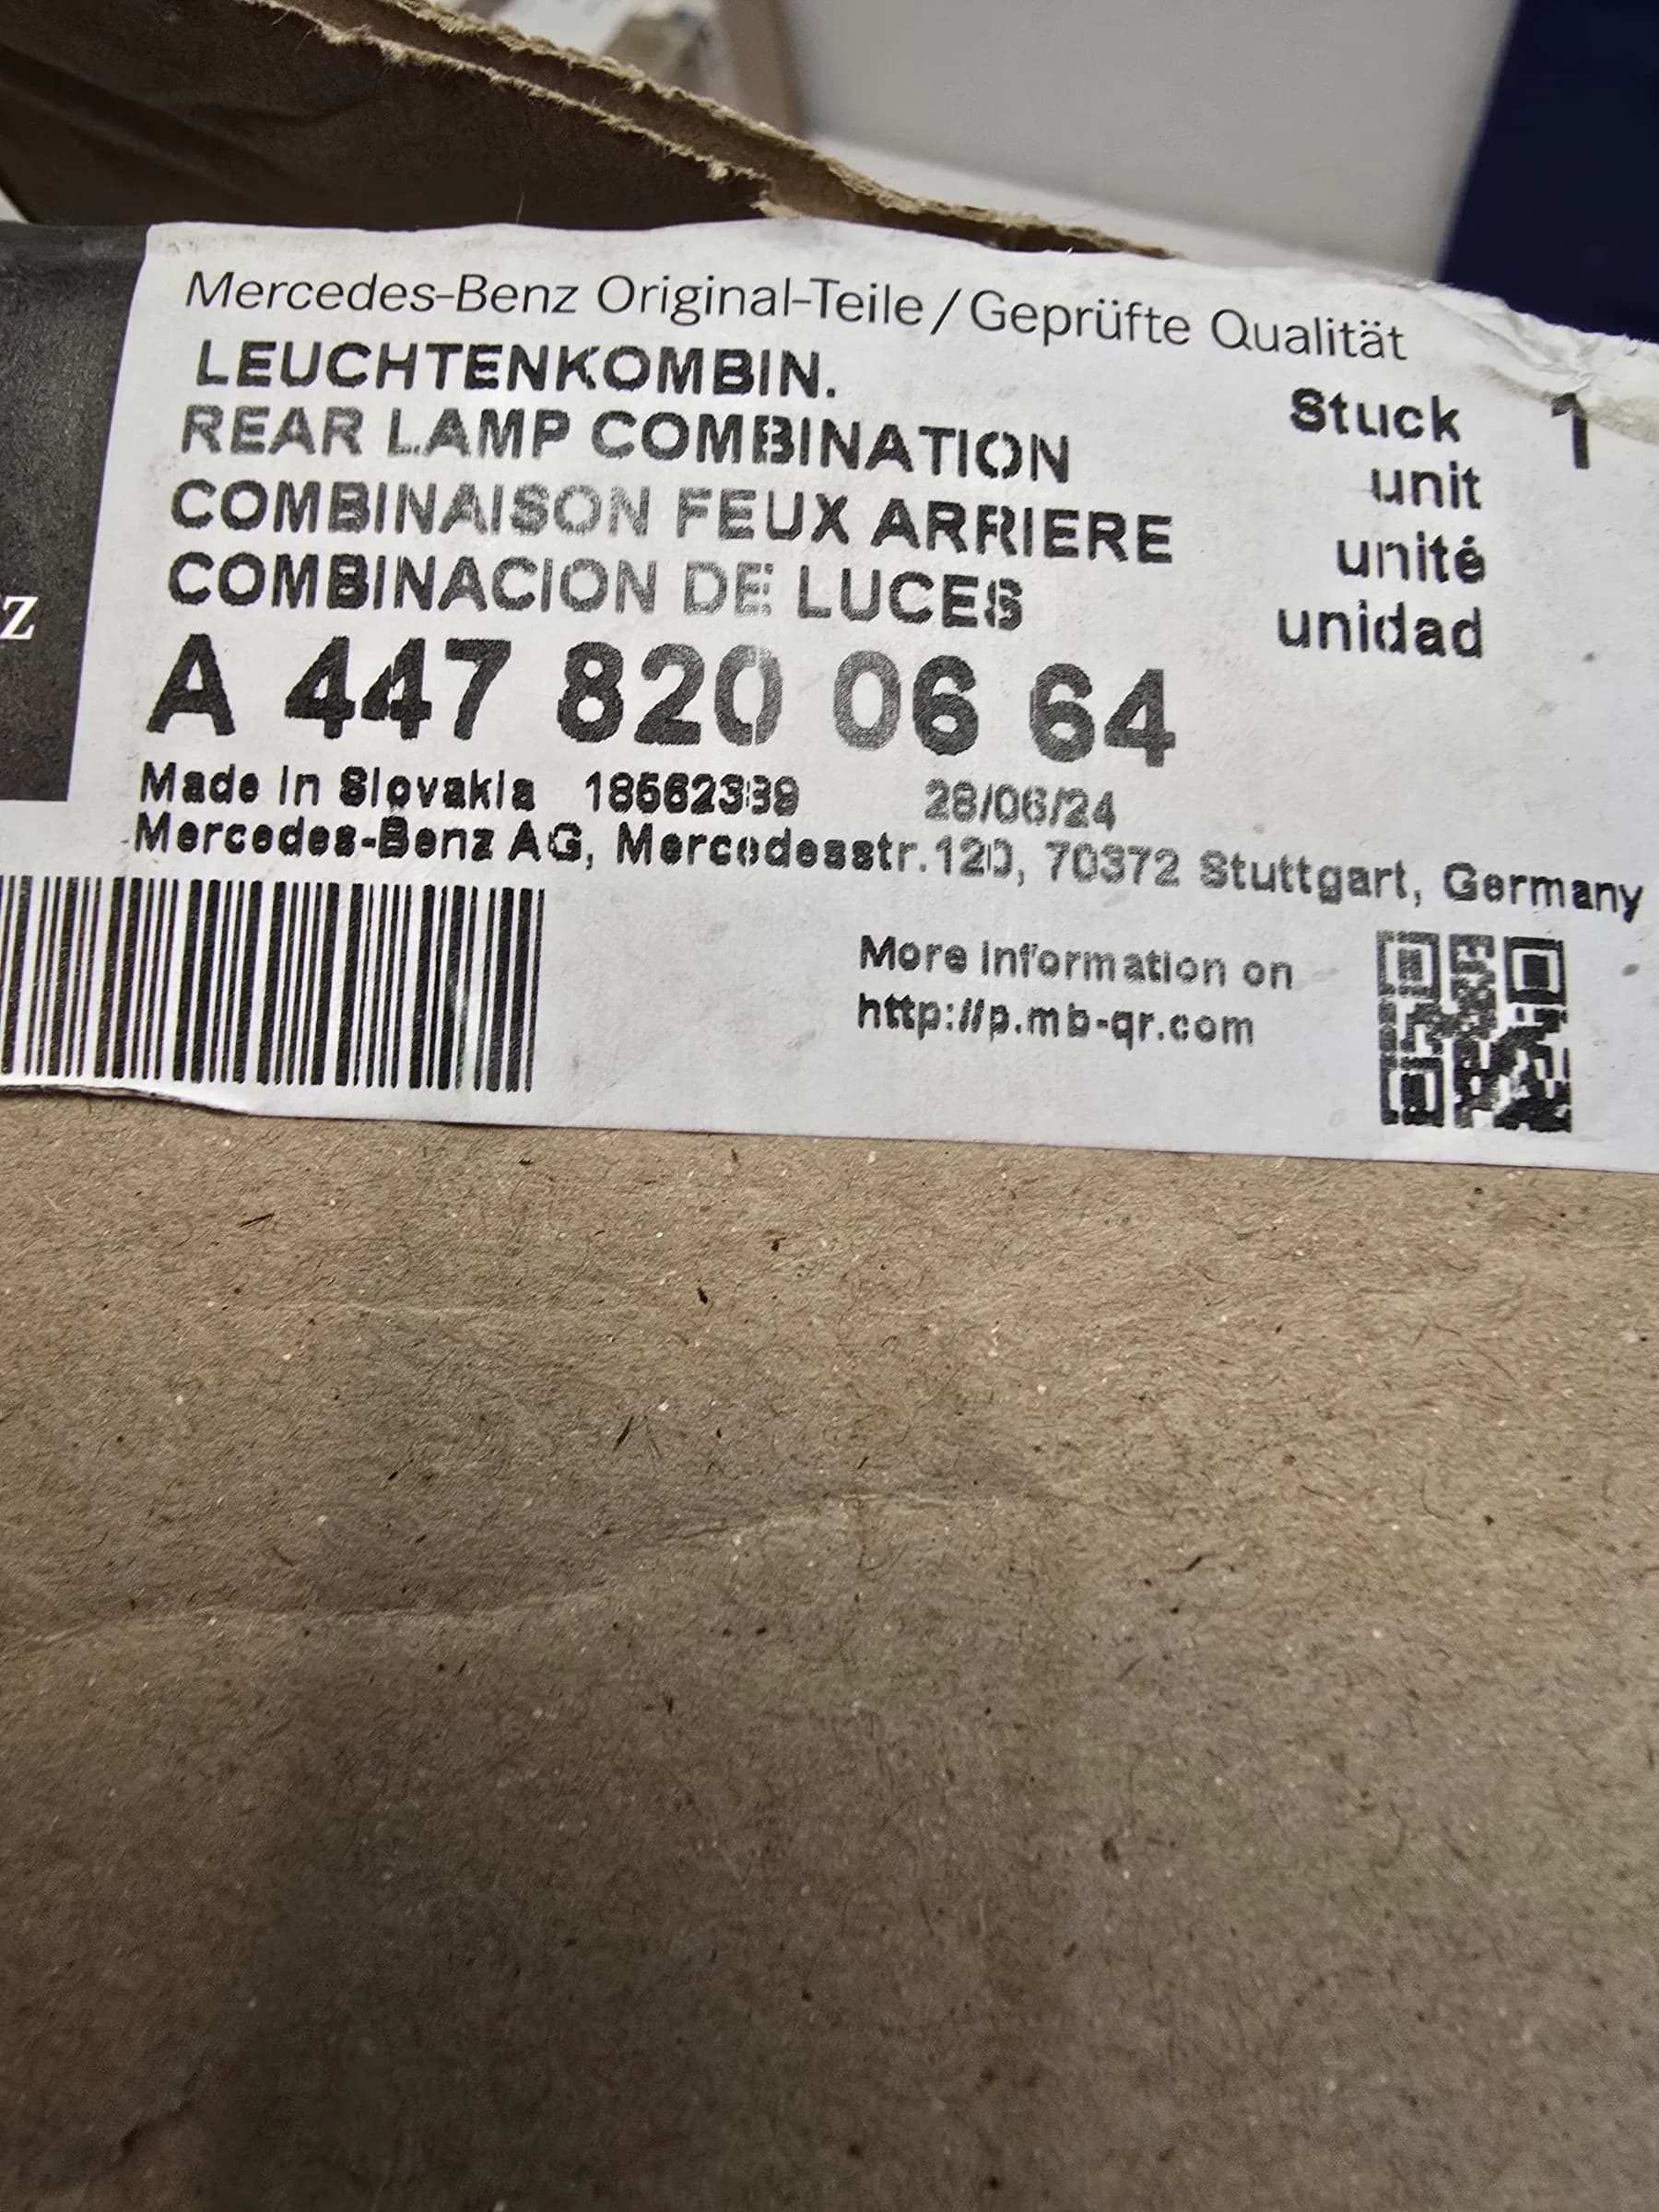 Mercedes-Benz Original-Teile / Geprüfte Qualität
LEUCHTENKOMBIN.
REAR LAMP COMBINATION
COMBINAISON FEUX ARRIERE
COMBINACION DE LUCES
Stuck 1
unit
unité
unidad
z
A 447 820 06 64
Made in Slovakia 28/06/24
Mercedes-Benz AG, Mercedesstr.120, 70372 Stuttgart, Germany
More information on
http://p.mb-qr.com